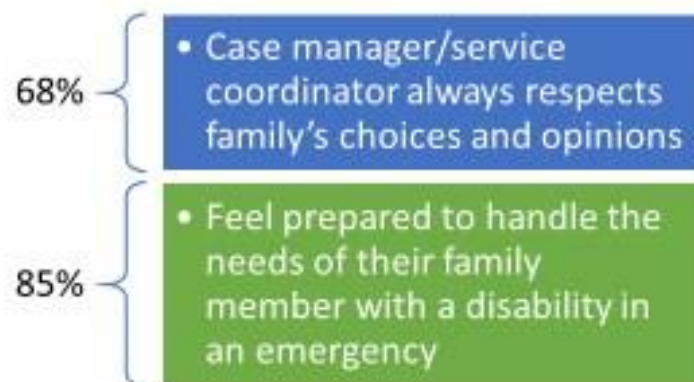 68%
• Case manager/service
coordinator always respects
family's choices and opinions
85%
• Feel prepared to handle the
needs of their family
member with a disability in
an emergency